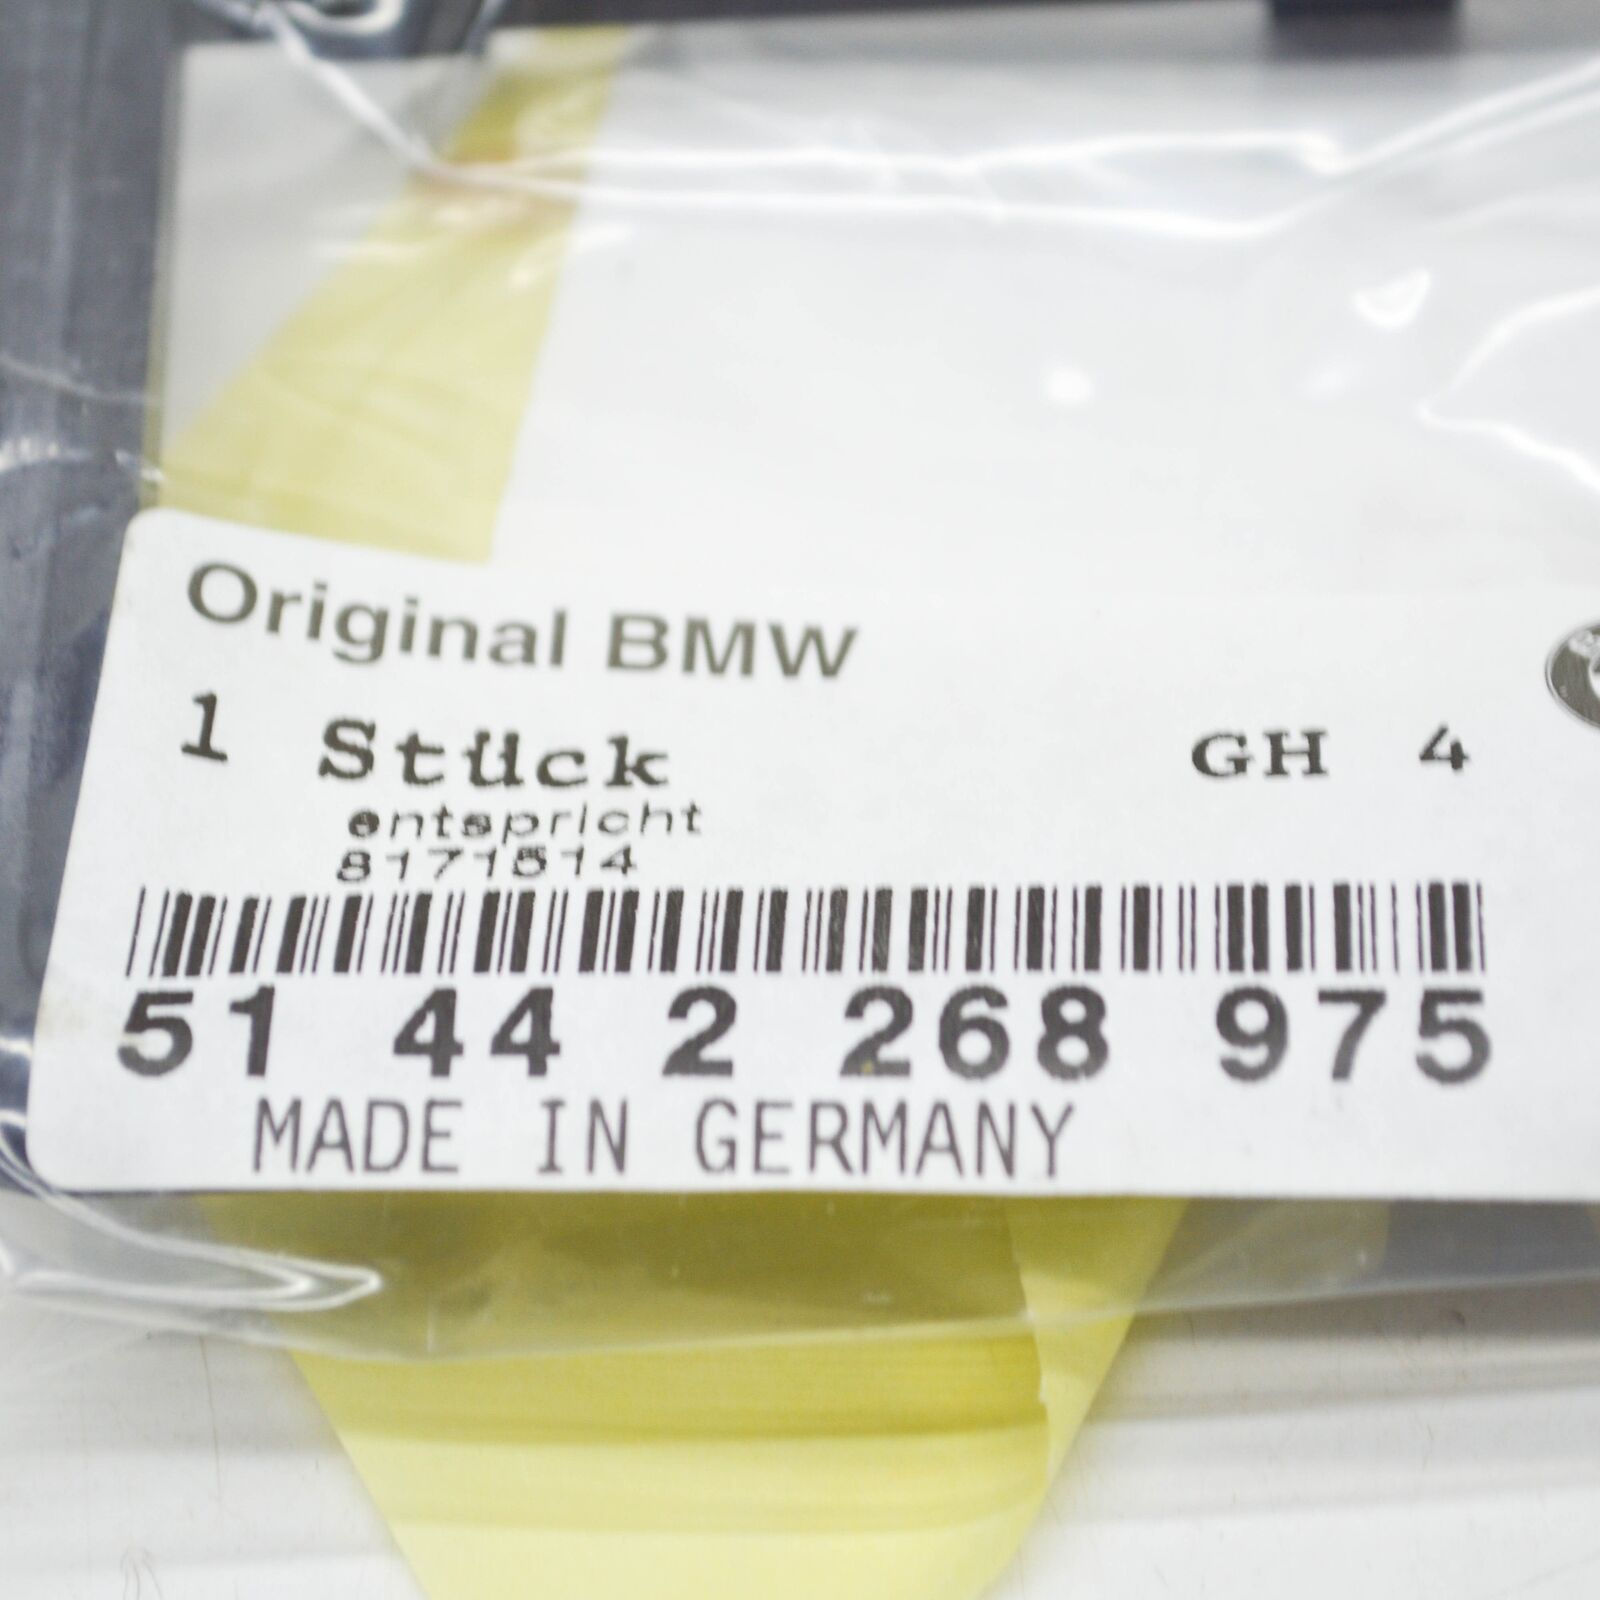 Original BMW
1 Stück GH 4
entspricht
8171514
51 44 2 268 975
MADE IN GERMANY